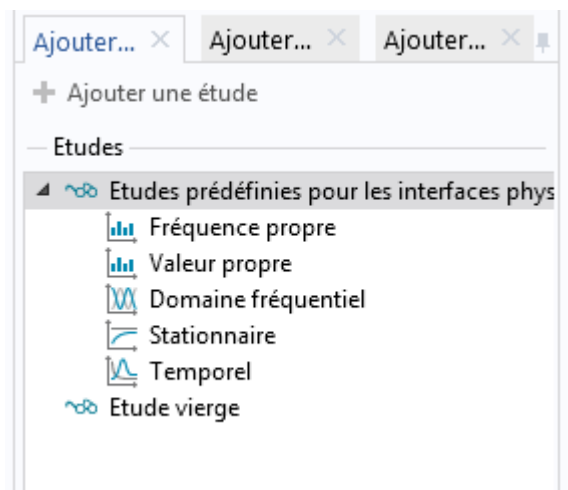 Ajouter... Ajouter... Ajouter...
Ajouter une étude
Etudes
Etudes prédéfinies pour les interfaces phys
Fréquence propre
Valeur propre
Domaine fréquentiel
Stationnaire
Temporel
Etude vierge